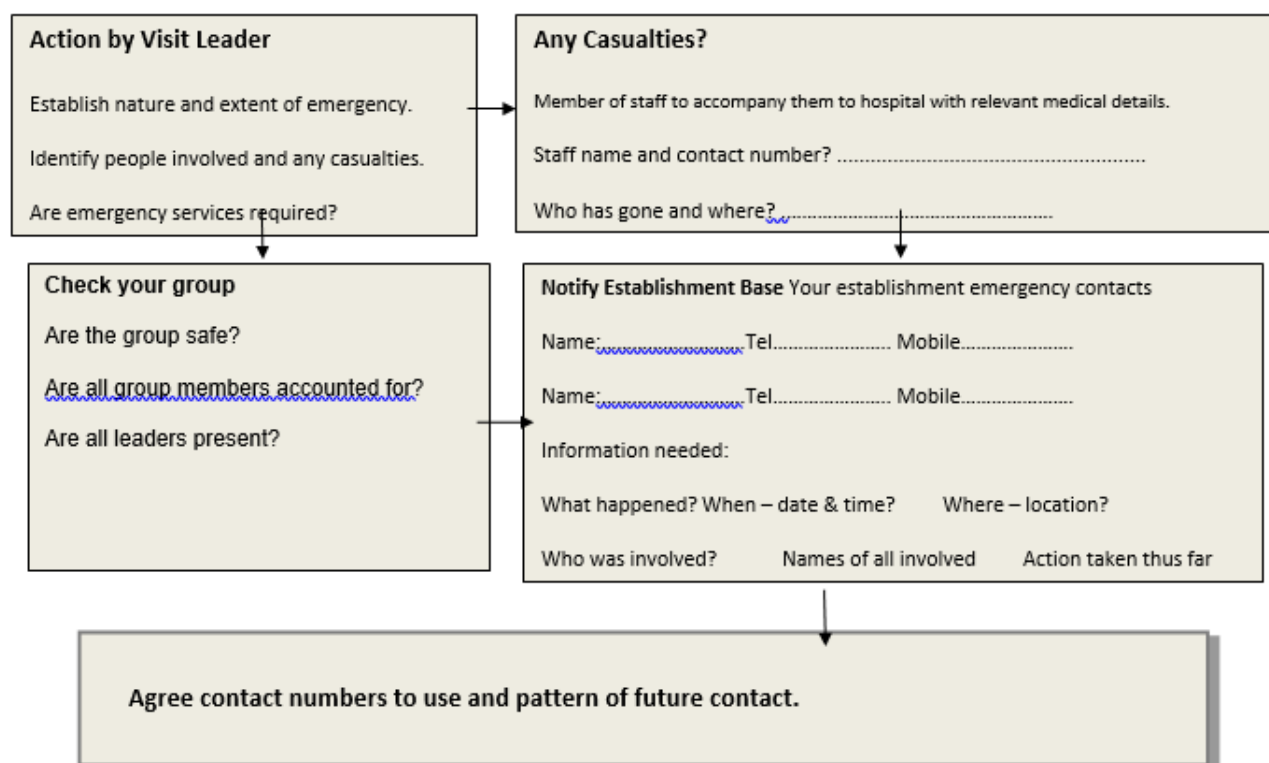 Action by Visit Leader
Establish nature and extent of emergency.
Identify people involved and any casualties.
Are emergency services required?
Any Casualties?
Member of staff to accompany them to hospital with relevant medical details.
Staff name and contact number? ........................................................
Who has gone and where? ..................................................
Check your group
Are the group safe?
Are all group members accounted for?
Are all leaders present?
Notify Establishment Base Your establishment emergency contacts
Name:..........................Tel..................... Mobile....................
Name:..........................Tel..................... Mobile....................
Information needed:
What happened? When – date & time? Where – location?
Who was involved? Names of all involved Action taken thus far
Agree contact numbers to use and pattern of future contact.